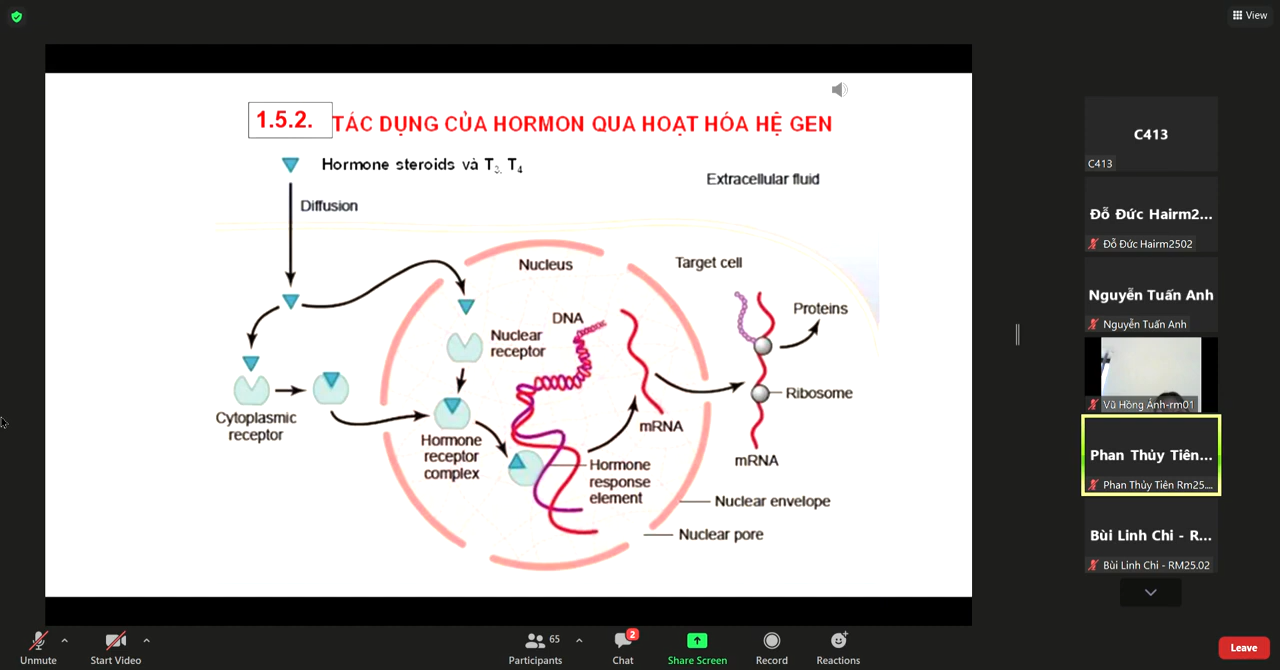 View
1.5.2.
TÁC DỤNG CỦA HORMON QUA HOẠT HÓA HỆ GEN
Hormone steroids và T3, T4
Extracellular fluid
Diffusion
Nucleus
Target cell
DNA
Proteins
Nuclear
receptor
Ribosome
Cytoplasmic
receptor
mRNA
Hormone
receptor
complex
mRNA
Hormone
response
element
Nuclear envelope
Nuclear pore
C413
C413
Đỗ Đức Hairm2...
Đỗ Đức Hairm2502
Nguyễn Tuấn Anh
Nguyễn Tuấn Anh
Vũ Hồng Ánh-rm01
Phan Thủy Tiên...
Phan Thủy Tiên Rm25....
Bùi Linh Chi - R...
Bùi Linh Chi - RM25.02
Unmute
Start Video
65
Participants
2
Chat
Share Screen
Record
Reactions
Leave